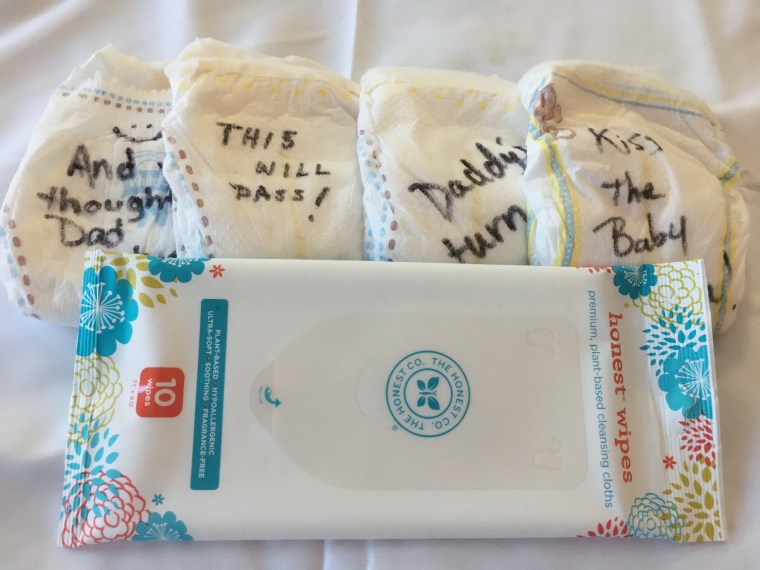 And
thought
Dad
THIS
WILL
PASS!
Daddy's
turn
Kiss
the
Baby
honest wipes
premium, plant-based cleansing cloths
THE HONEST CO. THE HONEST CO.
PLANT-BASED · HYPOALLERGENIC
ULTRA-SOFT · SOOTHING FRAGRANCE-FREE
10
wipes